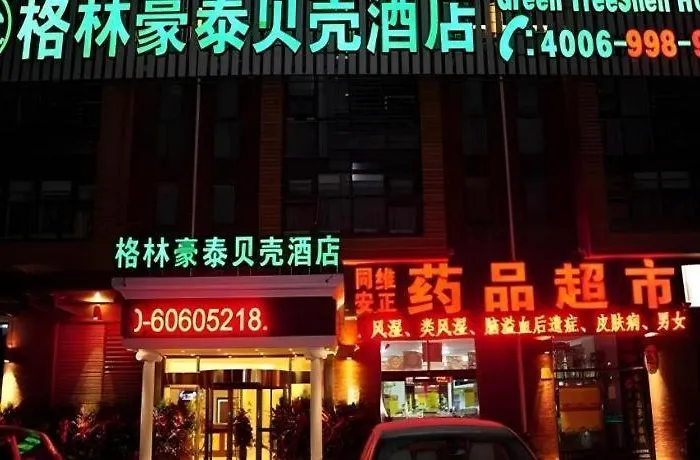 格林豪泰贝壳酒店
Green TreeShell H
:4006-998-9
格林豪泰贝壳酒店
0-60605218.
同维
安正
药品超市
、风湿、类风湿、脑溢血后遗症、皮肤病、男女